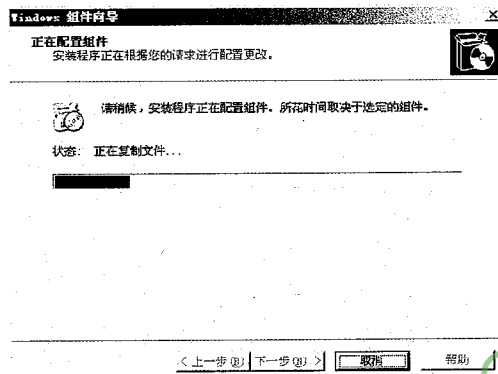 Windows 组件向导
正在配置组件
安装程序正在根据您的请求进行配置更改。
请稍候，安装程序正在配置组件。所花时间取决于选定的组件。
状态： 正在复制文件...
< 上一步(B) 下一步(N) > 取消 帮助